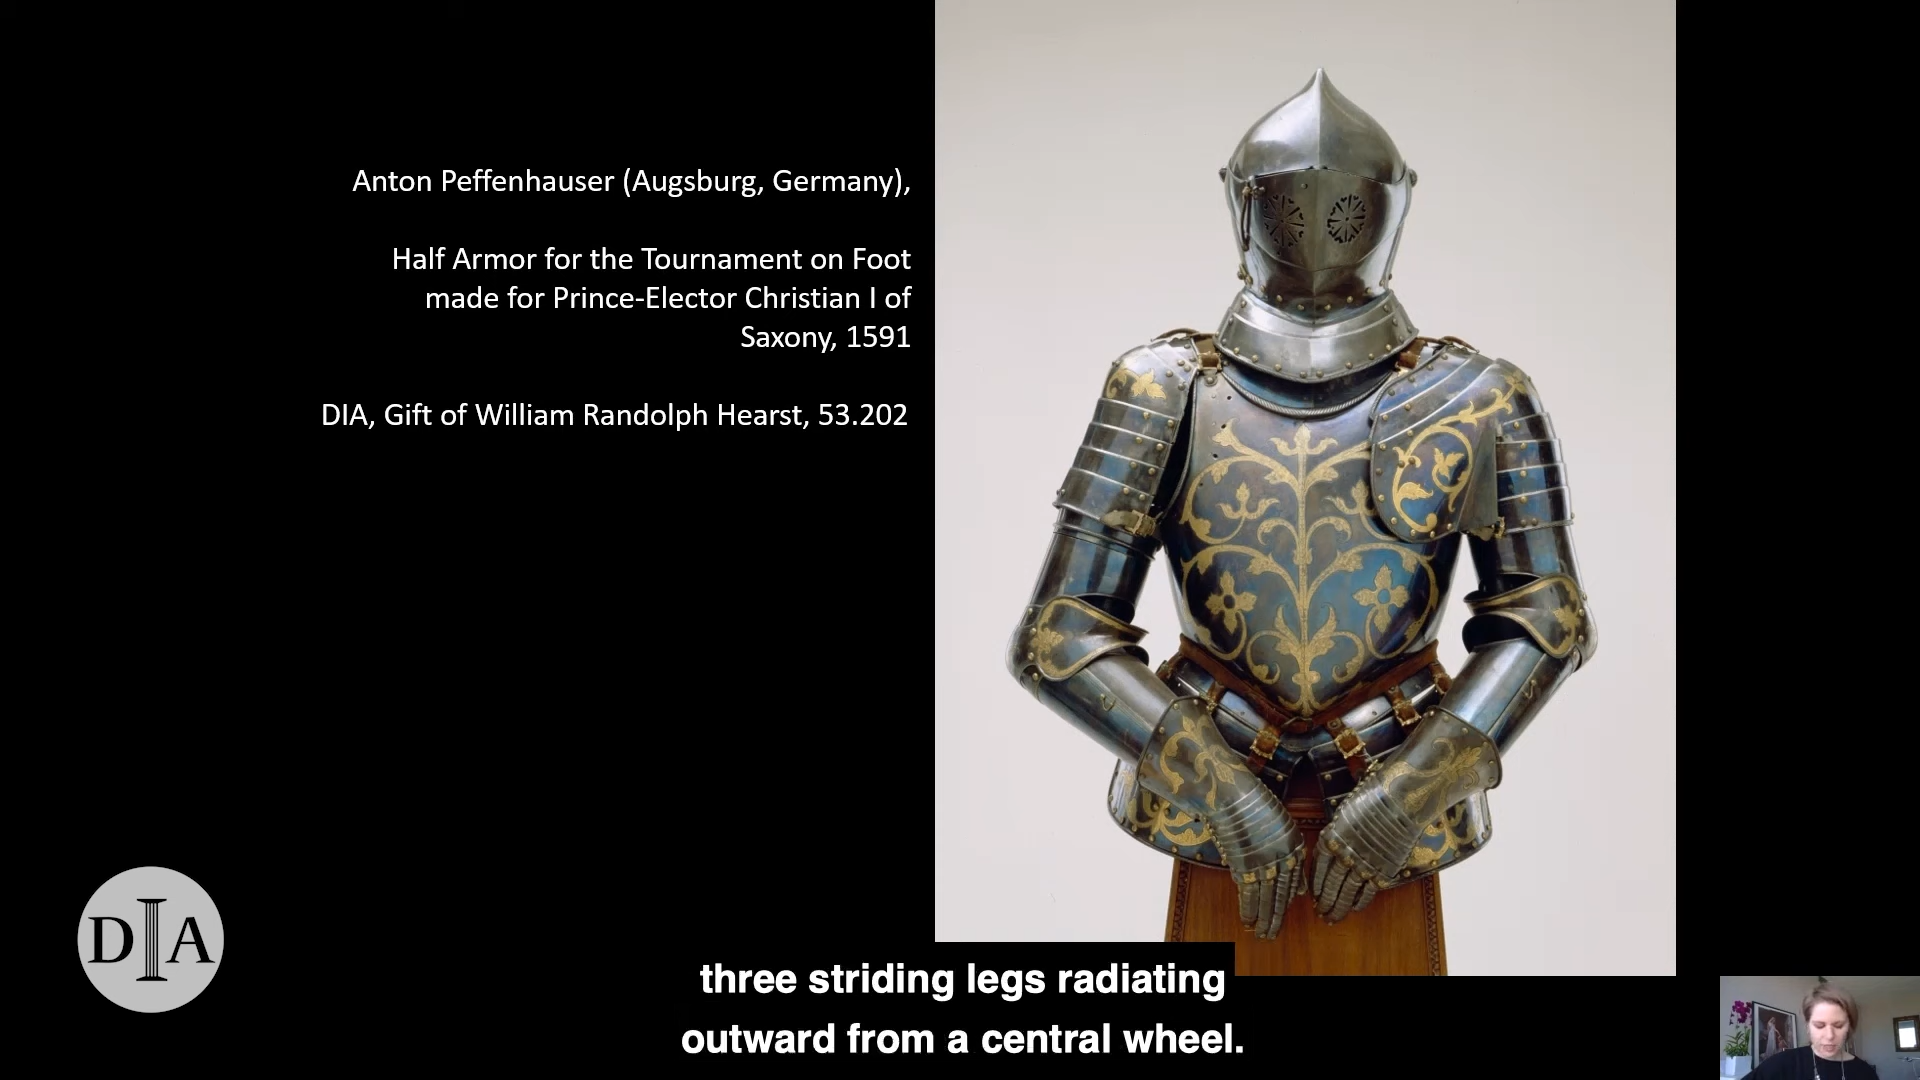 Anton Peffenhauser (Augsburg, Germany),
Half Armor for the Tournament on Foot
made for Prince-Elector Christian I of
Saxony, 1591
DIA, Gift of William Randolph Hearst, 53.202
DIA
three striding legs radiating
outward from a central wheel.